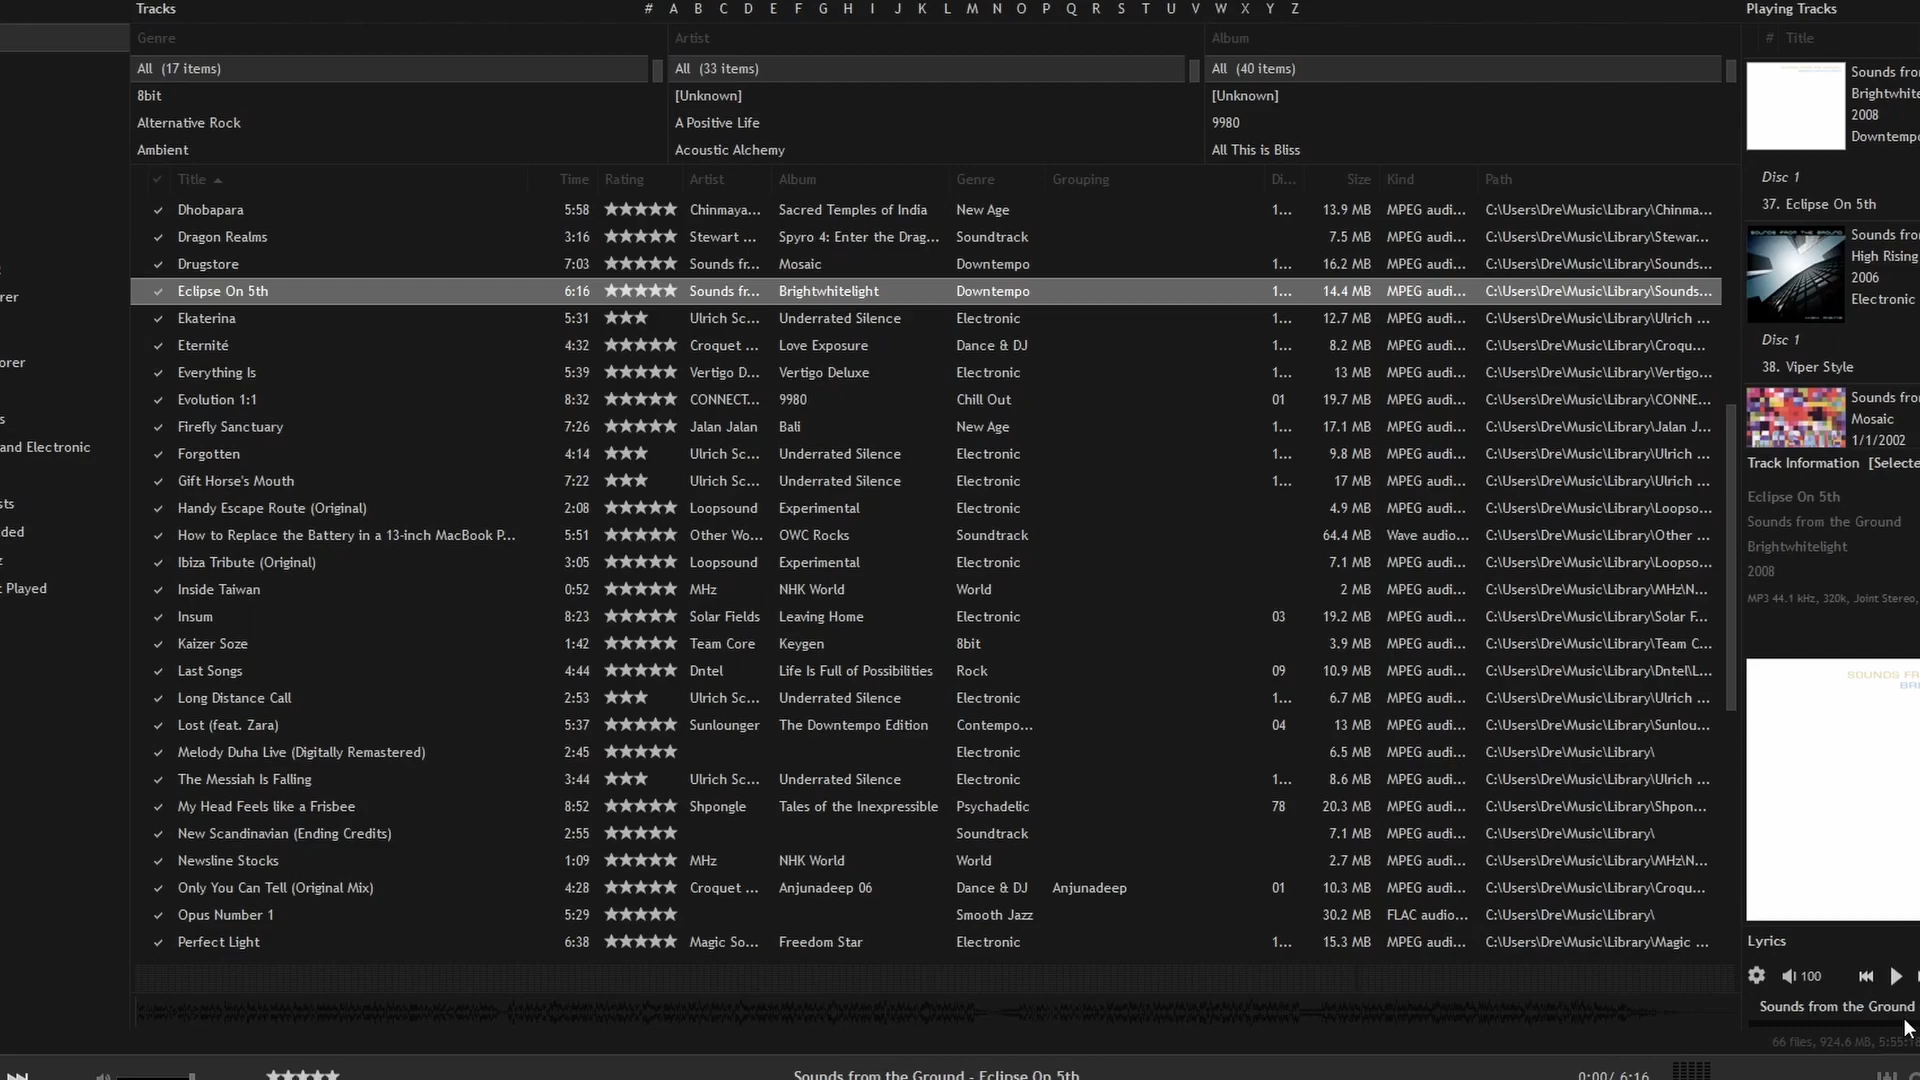 Tracks # A B C D E F G H I J K L M N O P Q R S T U V W X Y Z Playing Tracks
Genre Artist Album # Title
All (17 items) All (33 items) All (40 items)
8bit [Unknown] [Unknown]
Alternative Rock A Positive Life 9980
Ambient Acoustic Alchemy All This is Bliss
Title Time Rating Artist Album Genre Grouping Di... Size Kind Path
Dhobapara 5:58 ★★★★★ Chinmaya... Sacred Temples of India New Age 1... 13.9 MB MPEG audi... C:\Users\Dre\Music\Library\Chinma...
Dragon Realms 3:16 ★★★★★ Stewart ... Spyro 4: Enter the Drag... Soundtrack 7.5 MB MPEG audi... C:\Users\Dre\Music\Library\Stewar...
Drugstore 7:03 ★★★★★ Sounds fr... Mosaic Downtempo 1... 16.2 MB MPEG audi... C:\Users\Dre\Music\Library\Sounds...
Eclipse On 5th 6:16 ★★★★★ Sounds fr... Brightwhitelight Downtempo 1... 14.4 MB MPEG audi... C:\Users\Dre\Music\Library\Sounds...
Ekaterina 5:31 ★★★ Ulrich Sc... Underrated Silence Electronic 1... 12.7 MB MPEG audi... C:\Users\Dre\Music\Library\Ulrich ...
Eternité 4:32 ★★★★★ Croquet ... Love Exposure Dance & DJ 1... 8.2 MB MPEG audi... C:\Users\Dre\Music\Library\Croqu...
Everything Is 5:39 ★★★★★ Vertigo D... Vertigo Deluxe Electronic 1... 13 MB MPEG audi... C:\Users\Dre\Music\Library\Vertigo...
Evolution 1:1 8:32 ★★★★★ CONNECT... 9980 Chill Out 01 19.7 MB MPEG audi... C:\Users\Dre\Music\Library\CONNE...
Firefly Sanctuary 7:26 ★★★★★ Jalan Jalan Bali New Age 1... 17.1 MB MPEG audi... C:\Users\Dre\Music\Library\Jalan J...
Forgotten 4:14 ★★★ Ulrich Sc... Underrated Silence Electronic 1... 9.8 MB MPEG audi... C:\Users\Dre\Music\Library\Ulrich ...
Gift Horse's Mouth 7:22 ★★★ Ulrich Sc... Underrated Silence Electronic 1... 17 MB MPEG audi... C:\Users\Dre\Music\Library\Ulrich ...
Handy Escape Route (Original) 2:08 ★★★★★ Loopsound Experimental Electronic 4.9 MB MPEG audi... C:\Users\Dre\Music\Library\Loopso...
How to Replace the Battery in a 13-inch MacBook P... 5:51 ★★★★★ Other Wo... OWC Rocks Soundtrack 64.4 MB Wave audio... C:\Users\Dre\Music\Library\Other ...
Ibiza Tribute (Original) 3:05 ★★★★★ Loopsound Experimental Electronic 7.1 MB MPEG audi... C:\Users\Dre\Music\Library\Loopso...
Inside Taiwan 0:52 ★★★★★ MHz NHK World World 2 MB MPEG audi... C:\Users\Dre\Music\Library\MHz\N...
Insum 8:23 ★★★★★ Solar Fields Leaving Home Electronic 03 19.2 MB MPEG audi... C:\Users\Dre\Music\Library\Solar F...
Kaizer Soze 1:42 ★★★★★ Team Core Keygen 8bit 3.9 MB MPEG audi... C:\Users\Dre\Music\Library\Team C...
Last Songs 4:44 ★★★★★ Dntel Life Is Full of Possibilities Rock 09 10.9 MB MPEG audi... C:\Users\Dre\Music\Library\Dntel\L...
Long Distance Call 2:53 ★★★ Ulrich Sc... Underrated Silence Electronic 1... 6.7 MB MPEG audi... C:\Users\Dre\Music\Library\Ulrich ...
Lost (feat. Zara) 5:37 ★★★★★ Sunlounger The Downtempo Edition Contempo... 04 13 MB MPEG audi... C:\Users\Dre\Music\Library\Sunlou...
Melody Duha Live (Digitally Remastered) 2:45 ★★★★★ Electronic 6.5 MB MPEG audi... C:\Users\Dre\Music\Library\
The Messiah Is Falling 3:44 ★★★ Ulrich Sc... Underrated Silence Electronic 1... 8.6 MB MPEG audi... C:\Users\Dre\Music\Library\Ulrich ...
My Head Feels like a Frisbee 8:52 ★★★★★ Shpongle Tales of the Inexpressible Psychadelic 78 20.3 MB MPEG audi... C:\Users\Dre\Music\Library\Shpon...
New Scandinavian (Ending Credits) 2:55 ★★★★★ Soundtrack 7.1 MB MPEG audi... C:\Users\Dre\Music\Library\
Newsline Stocks 1:09 ★★★★★ MHz NHK World World 2.7 MB MPEG audi... C:\Users\Dre\Music\Library\MHz\N...
Only You Can Tell (Original Mix) 4:28 ★★★★★ Croquet ... Anjunadeep 06 Dance & DJ Anjunadeep 01 10.3 MB MPEG audi... C:\Users\Dre\Music\Library\Croqu...
Opus Number 1 5:29 ★★★★★ Smooth Jazz 30.2 MB FLAC audio... C:\Users\Dre\Music\Library\
Perfect Light 6:38 ★★★★★ Magic So... Freedom Star Electronic 1... 15.3 MB MPEG audi... C:\Users\Dre\Music\Library\Magic ...
rer
orer
s
and Electronic
sts
ded
z
t Played
Sounds fro
Brightwhite
2008
Downtempo
Disc 1
37. Eclipse On 5th
Sounds fro
High Rising
2006
Electronic
SOUNDS FROM THE GROUND
HIGH RISING
Disc 1
38. Viper Style
Sounds fro
Mosaic
1/1/2002
Track Information [Selecte
Eclipse On 5th
Sounds from the Ground
Brightwhitelight
2008
MP3 44.1 kHz, 320k, Joint Stereo,
SOUNDS FR
BRI
Lyrics
100
Sounds from the Ground
66 files, 924.6 MB, 5:55:18
★★★★★ Sounds from the Ground - Eclipse On 5th 0:00/ 6:16